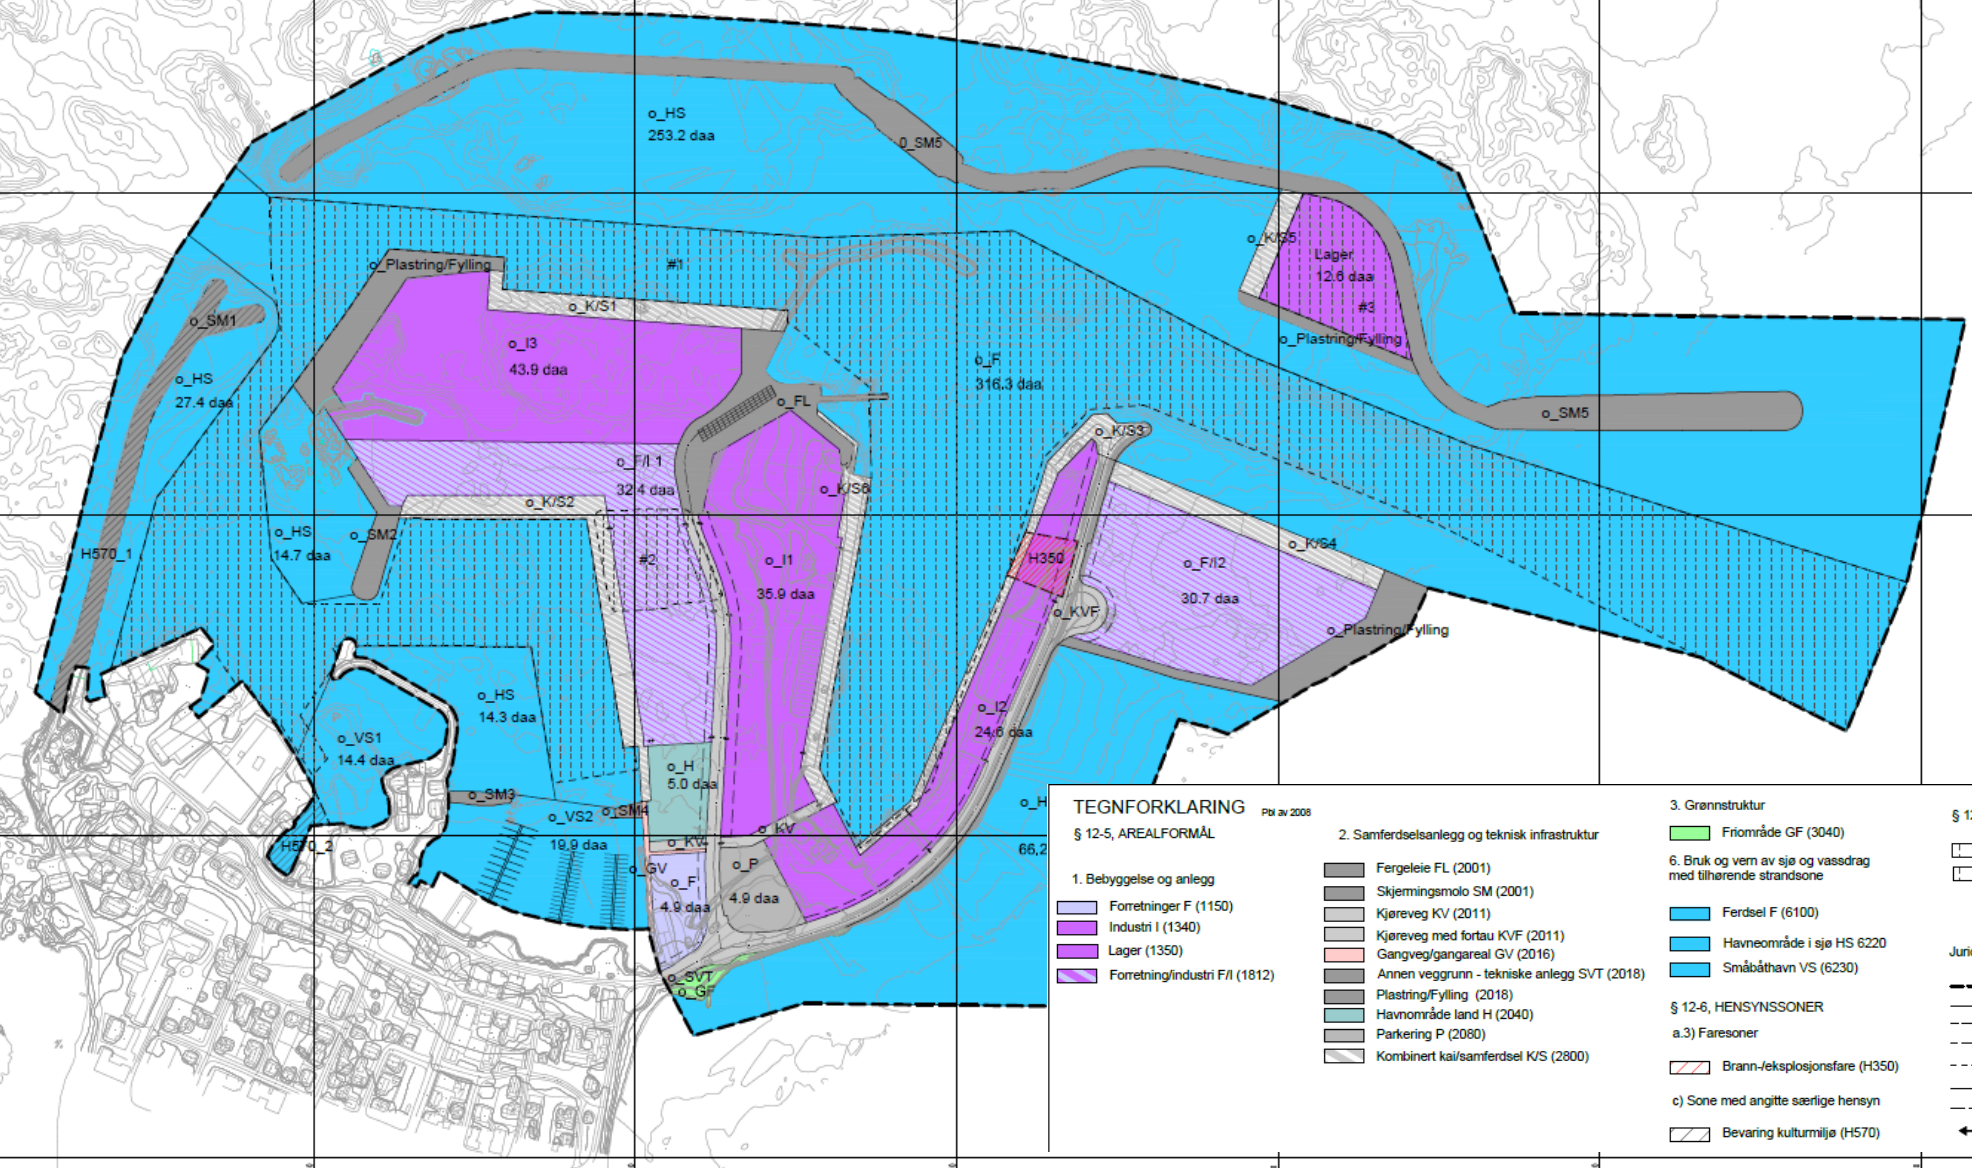 o_HS
253.2 daa
0_SM5
o_K/S5
Lager
12.6 daa
#3
o_Plastring/Fylling
o_Plastring/Fylling
#1
o_K/S1
o_SM1
o_I3
43.9 daa
o_HS
27.4 daa
o_F
316.3 daa
o_FL
o_SM5
o_K/S3
o_F/I 1
32.4 daa
o_K/S6
o_K/S2
o_HS
14.7 daa
o_SM2
H570_1
#2
o_I1
35.9 daa
H350
o_K/S4
o_F/I2
30.7 daa
o_KVF
o_Plastring/Fylling
o_HS
14.3 daa
o_VS1
14.4 daa
o_I2
24.6 daa
o_H
5.0 daa
o_SM3
o_SM4
o_VS2
19.9 daa
o_KV
o_KV
H570_2
o_GV
o_P
4.9 daa
o_F
4.9 daa
o_SVT
o_GF
o_H
66,2
TEGNFORKLARING Pbl av 2008
§ 12-5, AREALFORMÅL
1. Bebyggelse og anlegg
Forretninger F (1150)
Industri I (1340)
Lager (1350)
Forretning/industri F/I (1812)
2. Samferdselsanlegg og teknisk infrastruktur
Fergeleie FL (2001)
Skjermingsmolo SM (2001)
Kjøreveg KV (2011)
Kjøreveg med fortau KVF (2011)
Gangveg/gangareal GV (2016)
Annen veggrunn - tekniske anlegg SVT (2018)
Plastring/Fylling (2018)
Havnområde land H (2040)
Parkering P (2080)
Kombinert kai/samferdsel K/S (2800)
3. Grønnstruktur
Friområde GF (3040)
6. Bruk og vern av sjø og vassdrag
med tilhørende strandsone
Ferdsel F (6100)
Havneområde i sjø HS 6220
Småbåthavn VS (6230)
§ 12-6, HENSYNSSONER
a.3) Faresoner
Brann-/eksplosjonsfare (H350)
c) Sone med angitte særlige hensyn
Bevaring kulturmiljø (H570)
§ 12
Juri